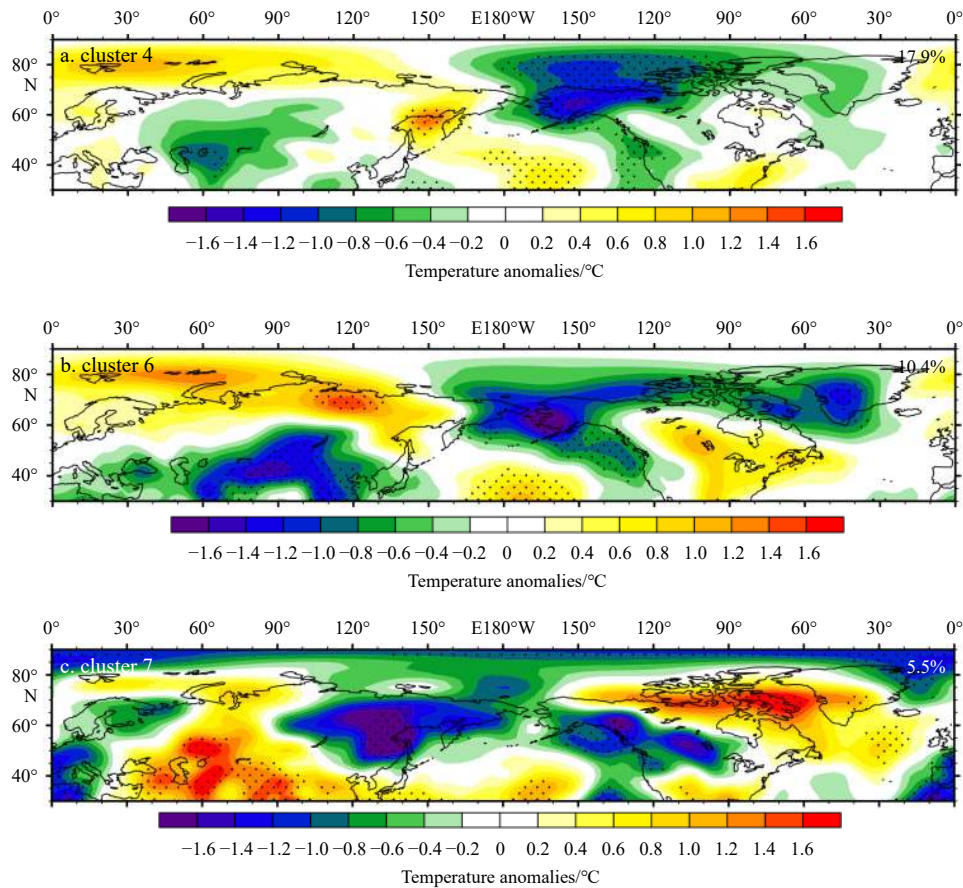 0° 30° 60° 90° 120° 150° E180°W 150° 120° 90° 60° 30° 0°
a. cluster 4 17.9%
80°
N
60°
40°
−1.6 −1.4 −1.2 −1.0 −0.8 −0.6 −0.4 −0.2 0 0.2 0.4 0.6 0.8 1.0 1.2 1.4 1.6
Temperature anomalies/°C
0° 30° 60° 90° 120° 150° E180°W 150° 120° 90° 60° 30° 0°
b. cluster 6 10.4%
80°
N
60°
40°
−1.6 −1.4 −1.2 −1.0 −0.8 −0.6 −0.4 −0.2 0 0.2 0.4 0.6 0.8 1.0 1.2 1.4 1.6
Temperature anomalies/°C
0° 30° 60° 90° 120° 150° E180°W 150° 120° 90° 60° 30° 0°
c. cluster 7 5.5%
80°
N
60°
40°
−1.6 −1.4 −1.2 −1.0 −0.8 −0.6 −0.4 −0.2 0 0.2 0.4 0.6 0.8 1.0 1.2 1.4 1.6
Temperature anomalies/°C